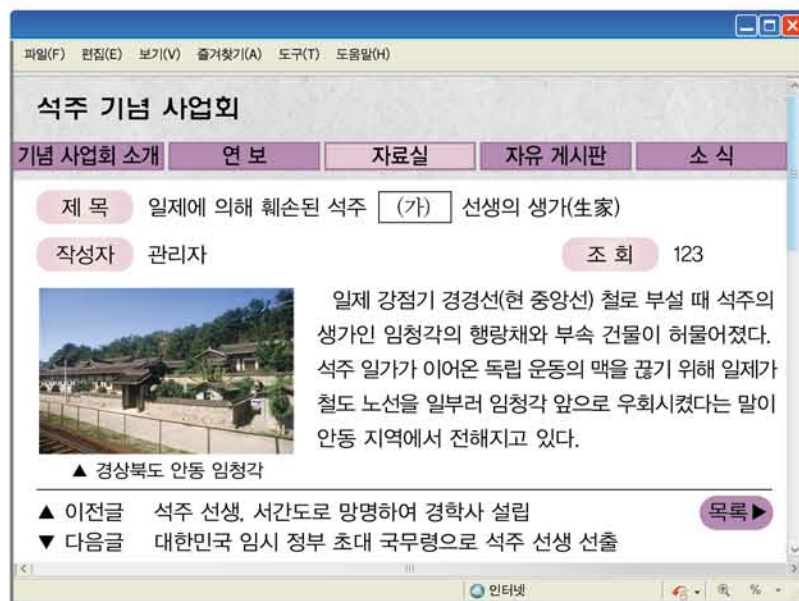 파일(F) 편집(E) 보기(V) 즐겨찾기(A) 도구(T) 도움말(H)
석주 기념 사업회
기념 사업회 소개 연 보 자료실 자유 게시판 소 식
제 목 일제에 의해 훼손된 석주 (가) 선생의 생가(生家)
작성자 관리자 조 회 123
일제 강점기 경경선(현 중앙선) 철로 부설 때 석주의
생가인 임청각의 행랑채와 부속 건물이 허물어졌다.
석주 일가가 이어온 독립 운동의 맥을 끊기 위해 일제가
철도 노선을 일부러 임청각 앞으로 우회시켰다는 말이
안동 지역에서 전해지고 있다.
▲ 경상북도 안동 임청각
▲ 이전글 석주 선생, 서간도로 망명하여 경학사 설립 목록▶
▼ 다음글 대한민국 임시 정부 초대 국무령으로 석주 선생 선출
인터넷 %